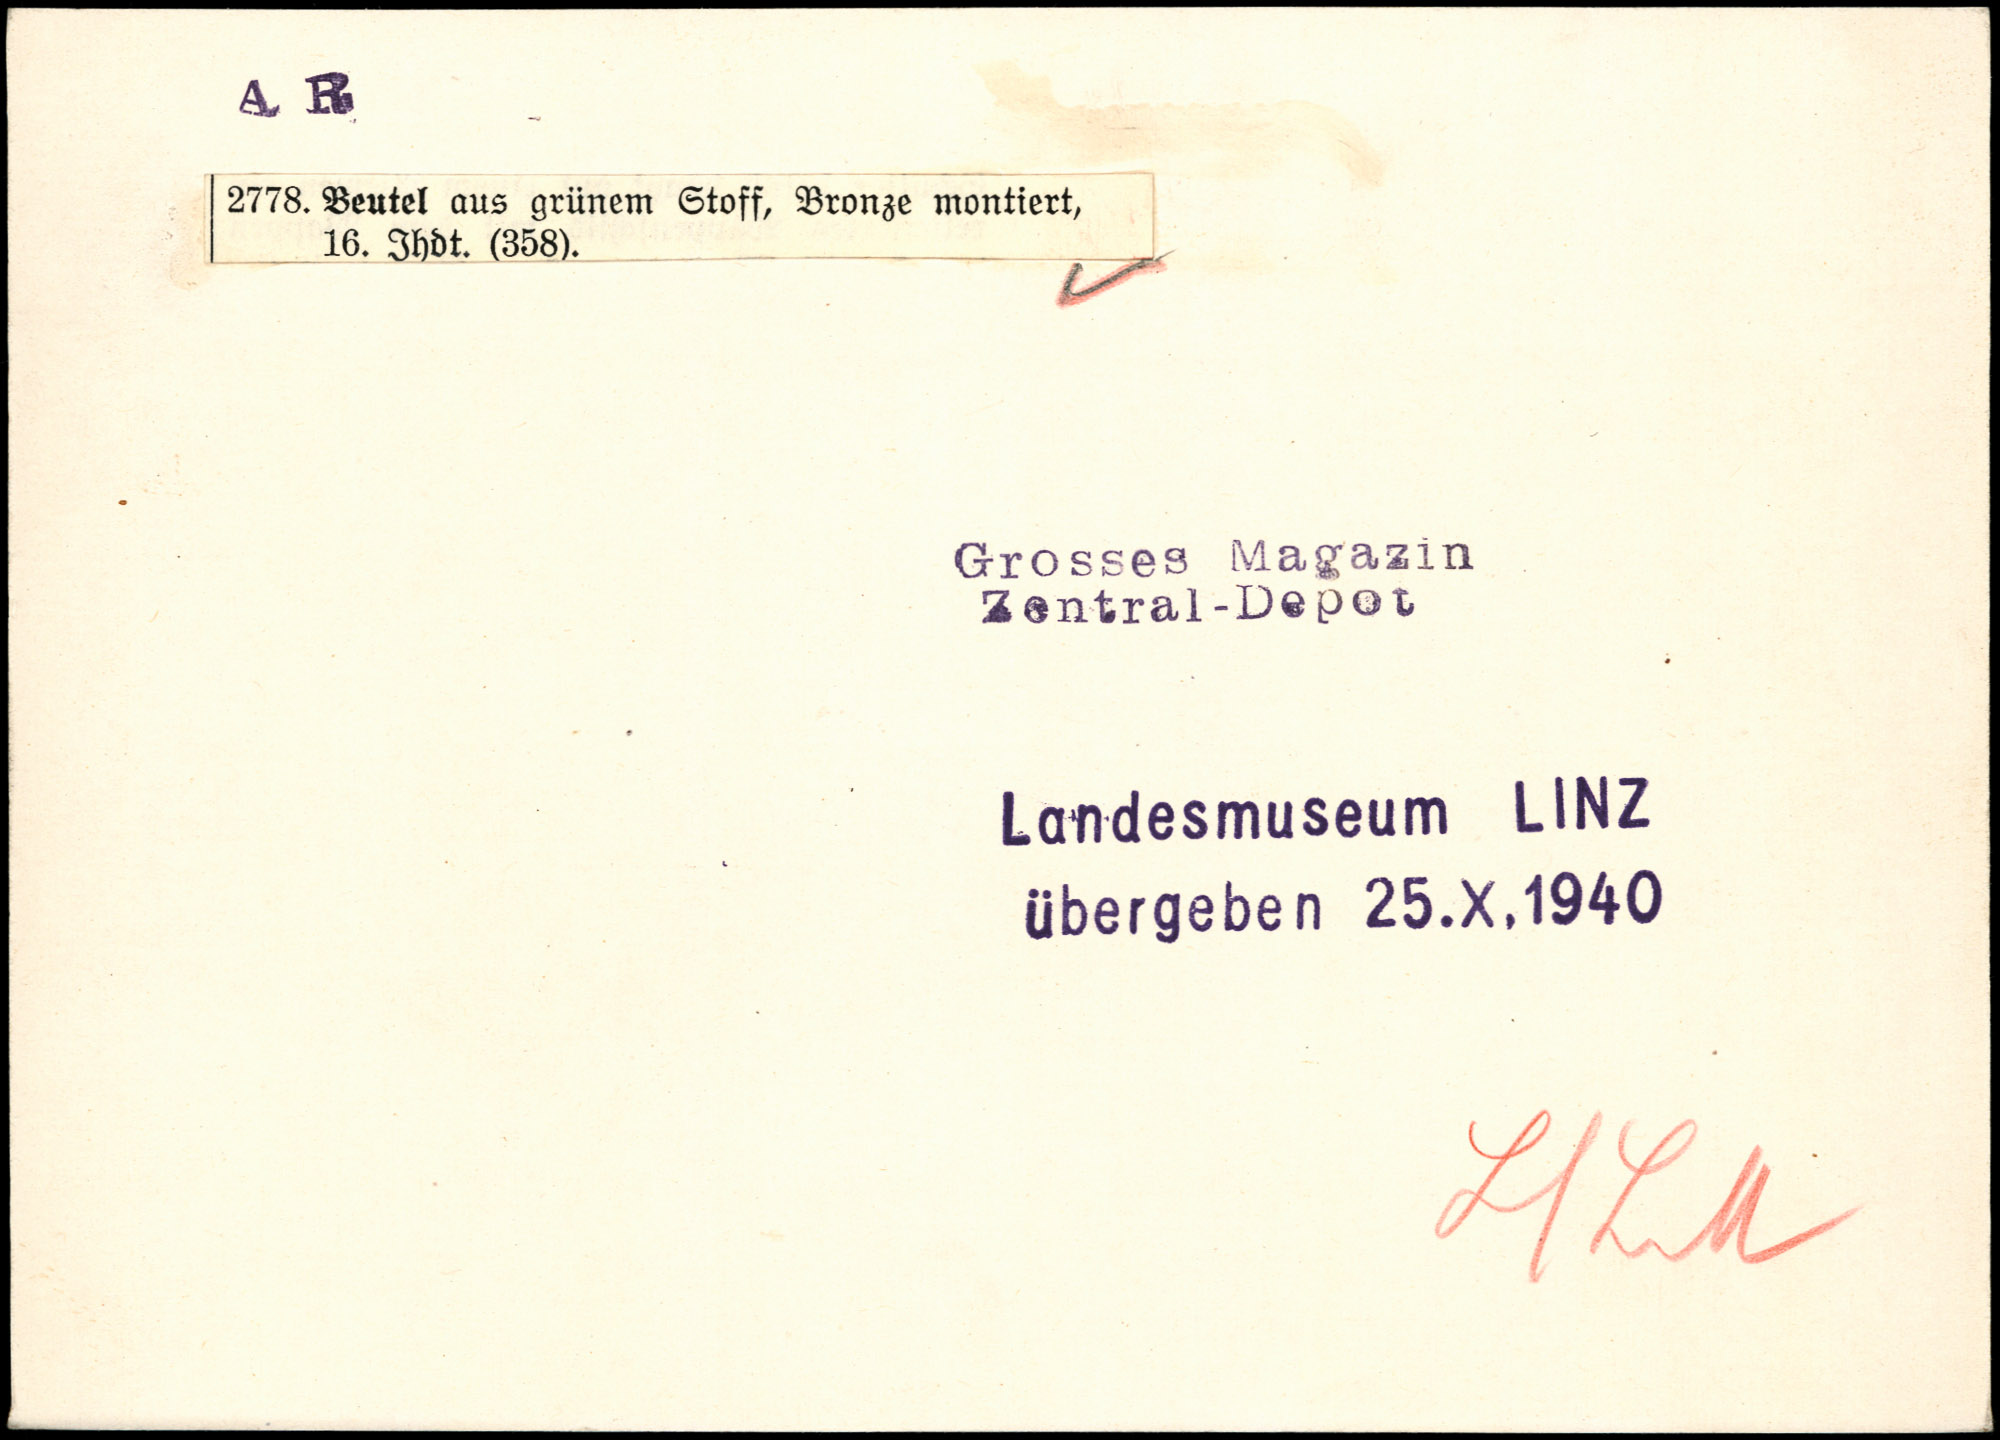 A R
2778. Beutel aus grünem Stoff, Bronze montiert,
16. Jhdt. (358).
Grosses Magazin
Zentral-Depot
Landesmuseum LINZ
übergeben 25.X.1940